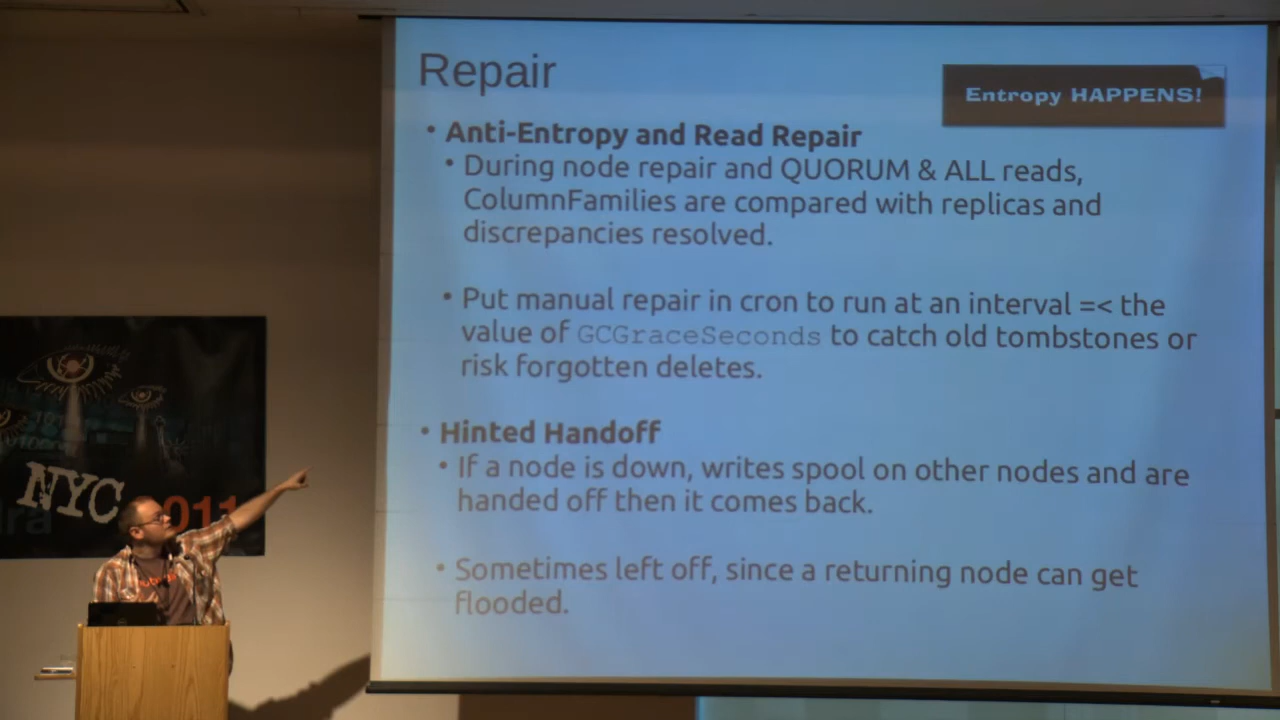 Repair
Entropy HAPPENS!
• Anti-Entropy and Read Repair
• During node repair and QUORUM & ALL reads,
ColumnFamilies are compared with replicas and
discrepancies resolved.
• Put manual repair in cron to run at an interval =< the
value of GCGraceSeconds to catch old tombstones or
risk forgotten deletes.
• Hinted Handoff
• If a node is down, writes spool on other nodes and are
handed off then it comes back.
• Sometimes left off, since a returning node can get
flooded.
NYC
2011